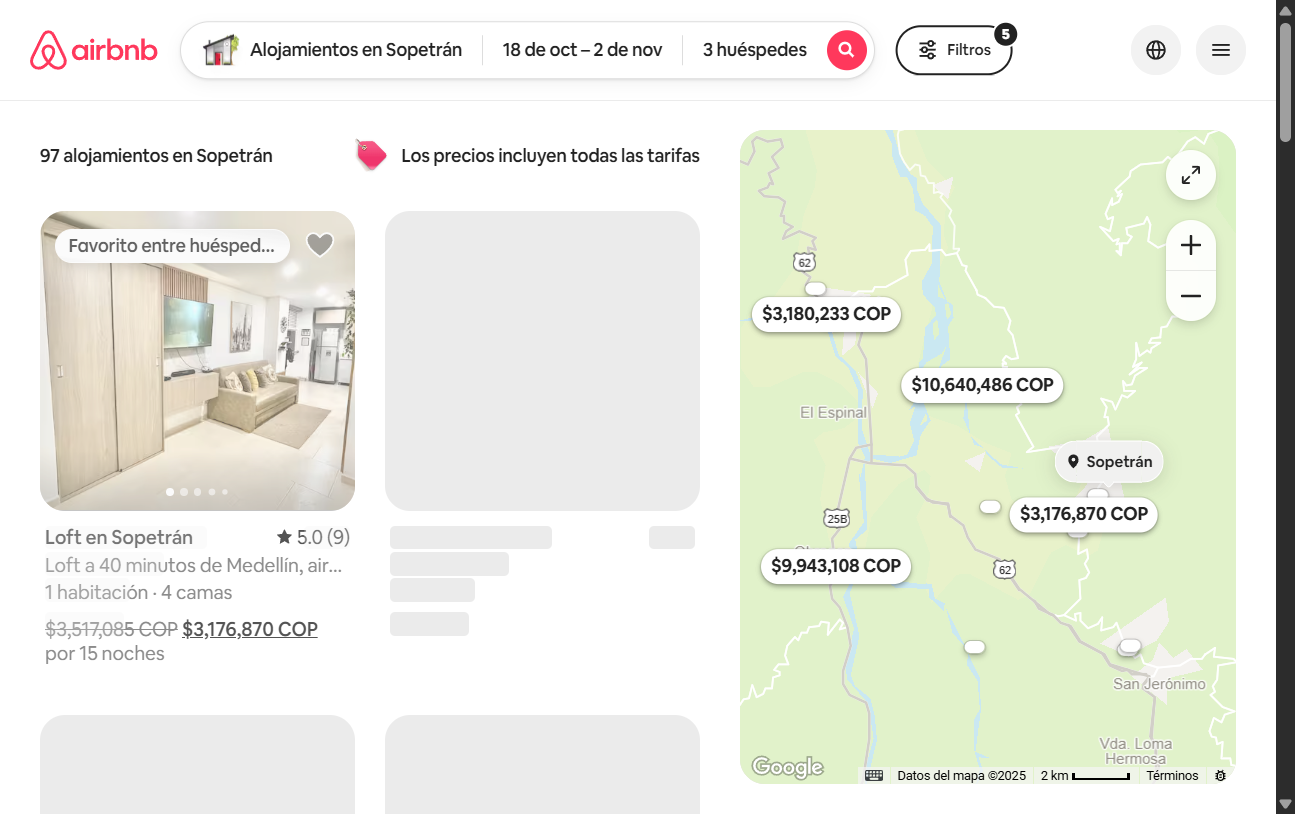 airbnb
Alojamientos en Sopetrán
18 de oct – 2 de nov
3 huéspedes
Filtros
5
97 alojamientos en Sopetrán
Los precios incluyen todas las tarifas
Favorito entre huésped...
Loft en Sopetrán
5.0 (9)
Loft a 40 minutos de Medellín, air...
1 habitación · 4 camas
$3,517,085 COP $3,176,870 COP
por 15 noches
62
$3,180,233 COP
$10,640,486 COP
El Espinal
Sopetrán
$3,176,870 COP
25B
$9,943,108 COP
62
San Jerónimo
Vda. Loma
Hermosa
Google
Datos del mapa ©2025
2 km
Términos